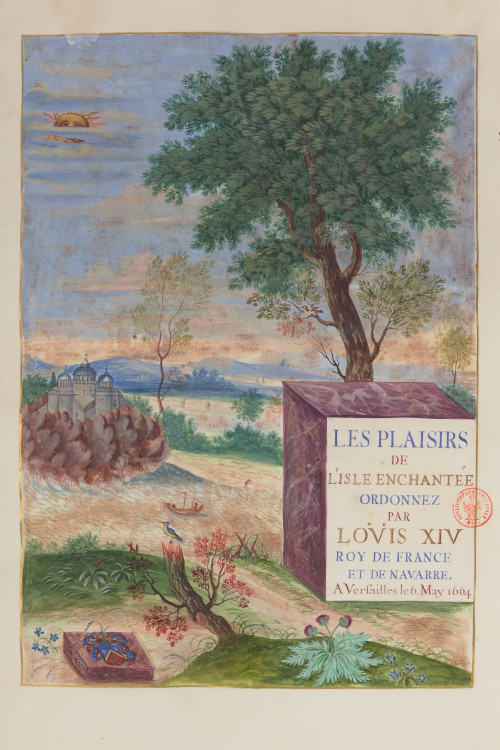 LES PLAISIRS
DE
L'ISLE ENCHANTÉE
ORDONNEZ
PAR
LOÜIS XIV
ROY DE FRANCE
ET DE NAVARRE.
A Versailles le 6. May 1664.